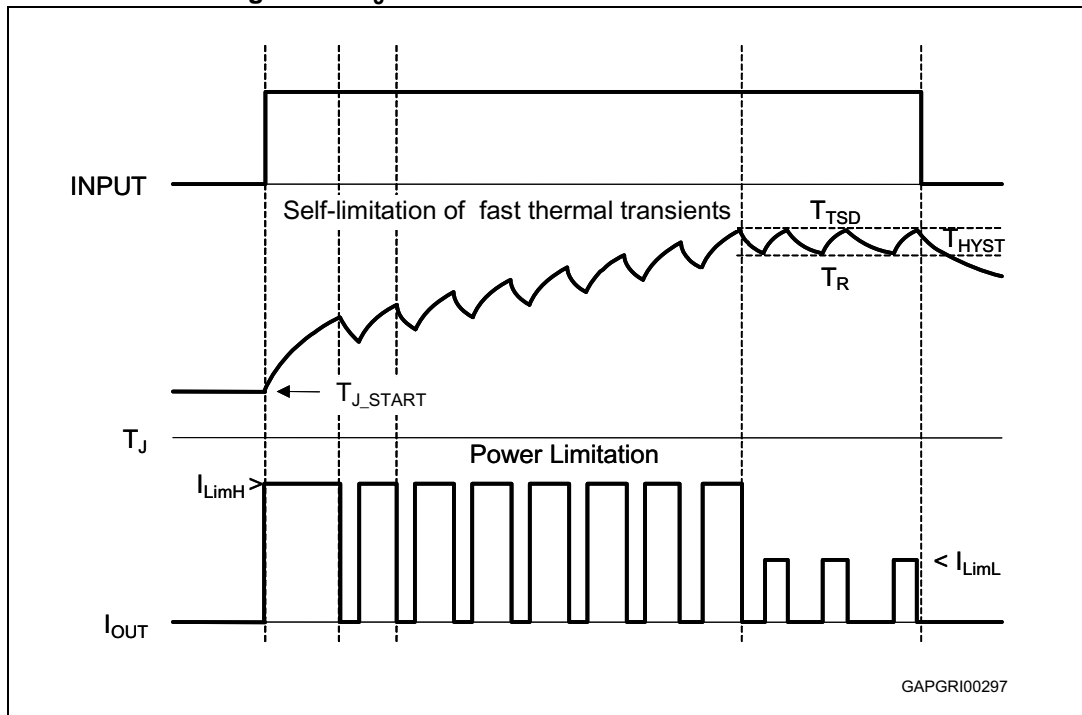 INPUT
Self-limitation of fast thermal transients
T_TSD
T_HYST
T_R
T_J_START
T_J
Power Limitation
I_LimH >
< I_LimL
I_OUT
GAPGRI00297